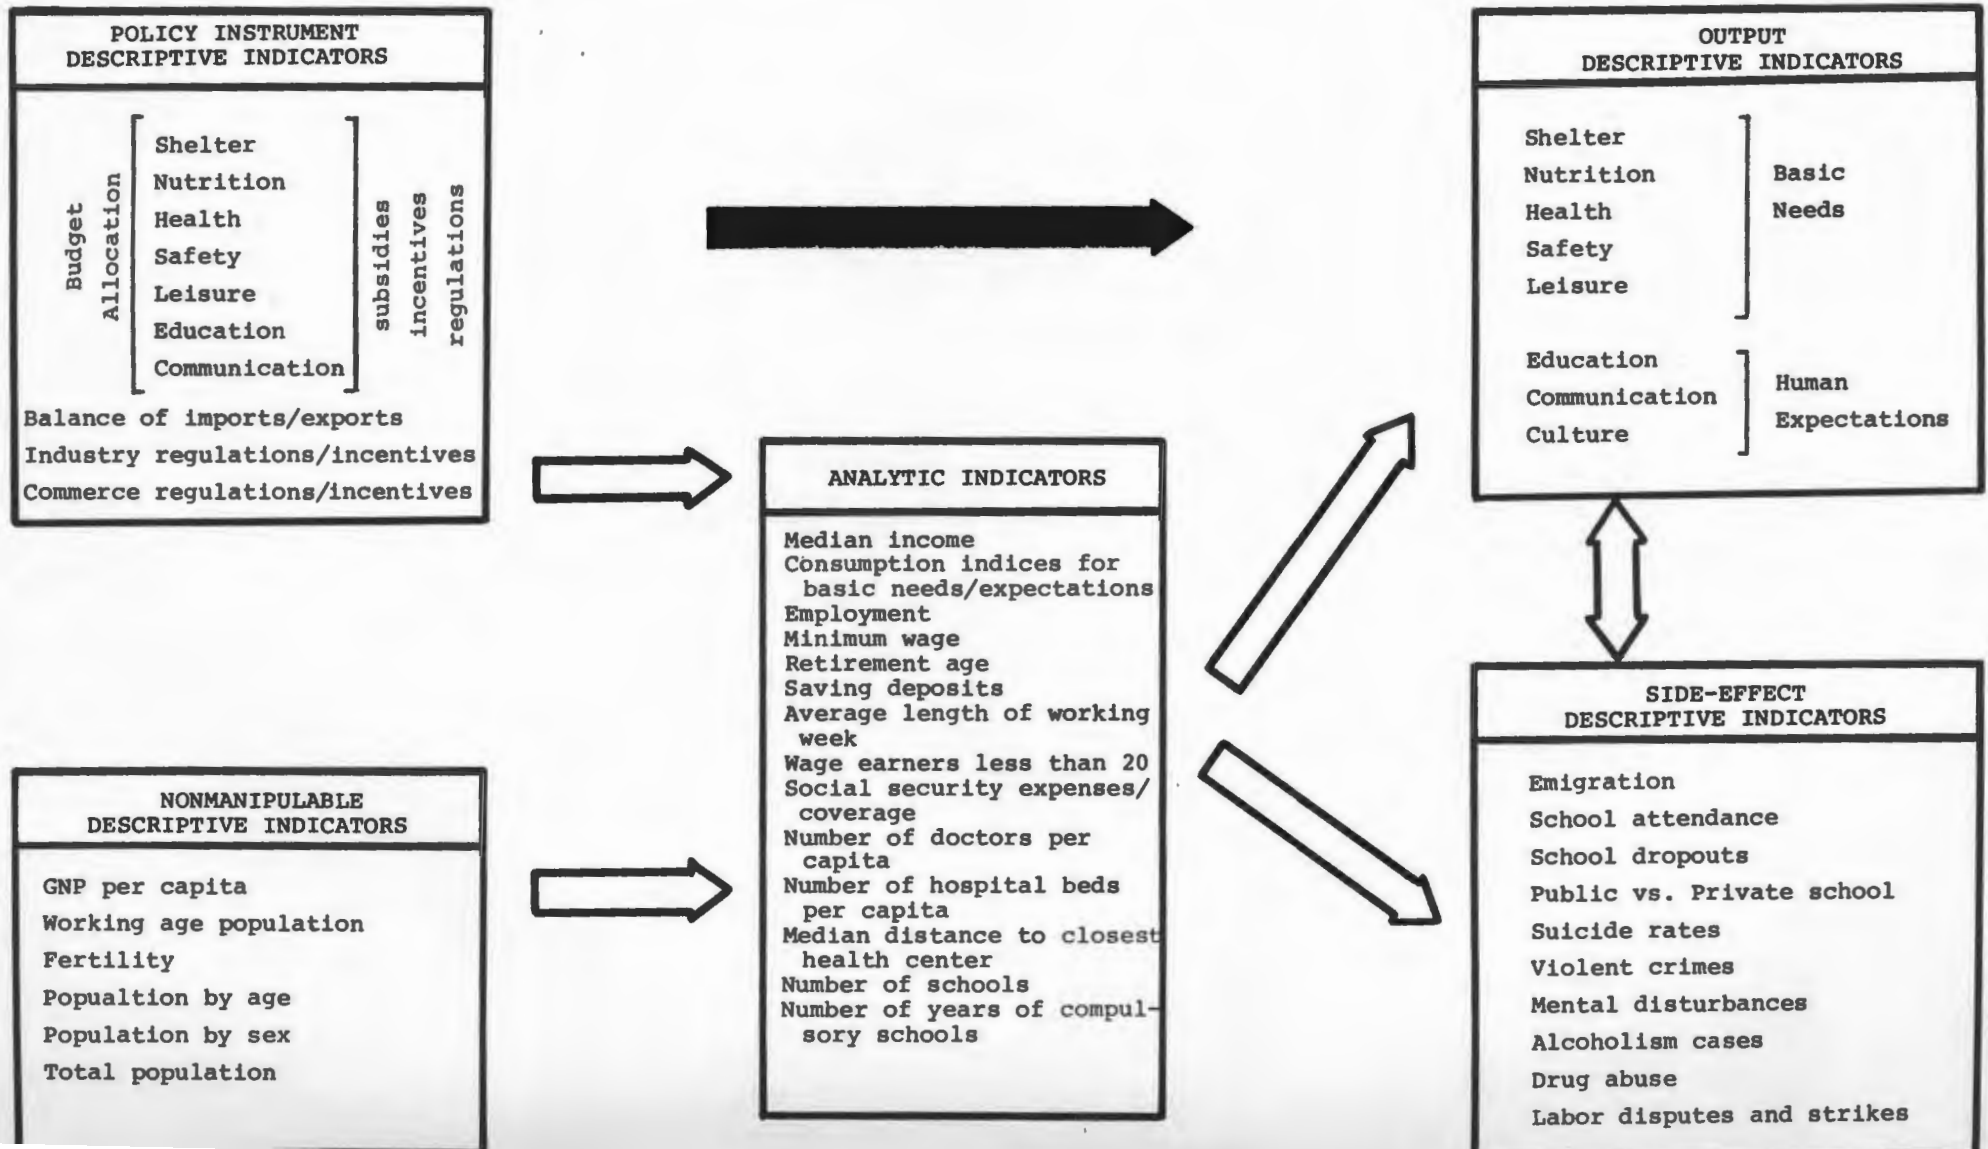 POLICY INSTRUMENT
DESCRIPTIVE INDICATORS
Budget
Allocation
Shelter
Nutrition
Health
Safety
Leisure
Education
Communication
subsidies
incentives
regulations
Balance of imports/exports
Industry regulations/incentives
Commerce regulations/incentives
NONMANIPULABLE
DESCRIPTIVE INDICATORS
GNP per capita
Working age population
Fertility
Popualtion by age
Population by sex
Total population
ANALYTIC INDICATORS
Median income
Consumption indices for
basic needs/expectations
Employment
Minimum wage
Retirement age
Saving deposits
Average length of working
week
Wage earners less than 20
Social security expenses/
coverage
Number of doctors per
capita
Number of hospital beds
per capita
Median distance to closest
health center
Number of schools
Number of years of compul-
sory schools
OUTPUT
DESCRIPTIVE INDICATORS
Shelter
Nutrition
Health
Safety
Leisure
Basic
Needs
Education
Communication
Culture
Human
Expectations
SIDE-EFFECT
DESCRIPTIVE INDICATORS
Emigration
School attendance
School dropouts
Public vs. Private school
Suicide rates
Violent crimes
Mental disturbances
Alcoholism cases
Drug abuse
Labor disputes and strikes